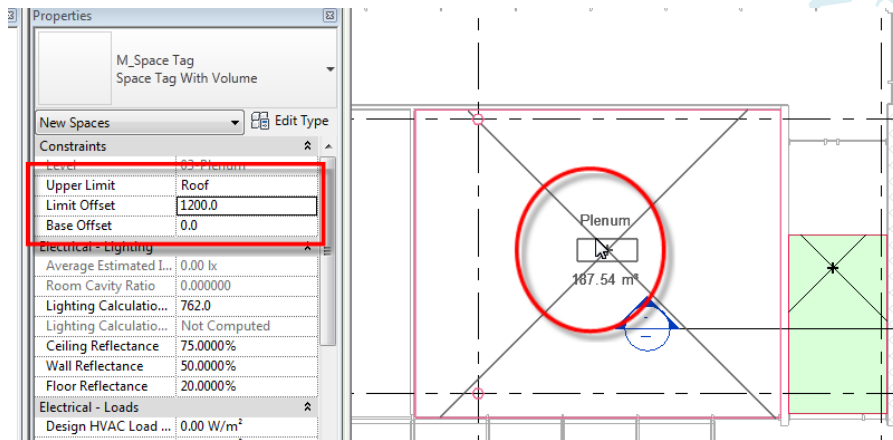 Properties
M_Space Tag
Space Tag With Volume
New Spaces
Edit Type
Constraints
Level 03-Plenum
Upper Limit Roof
Limit Offset 1200.0
Base Offset 0.0
Electrical - Lighting
Average Estimated I... 0.00 lx
Room Cavity Ratio 0.000000
Lighting Calculatio... 762.0
Lighting Calculatio... Not Computed
Ceiling Reflectance 75.0000%
Wall Reflectance 50.0000%
Floor Reflectance 20.0000%
Electrical - Loads
Design HVAC Load ... 0.00 W/m²
Plenum
187.54 m³